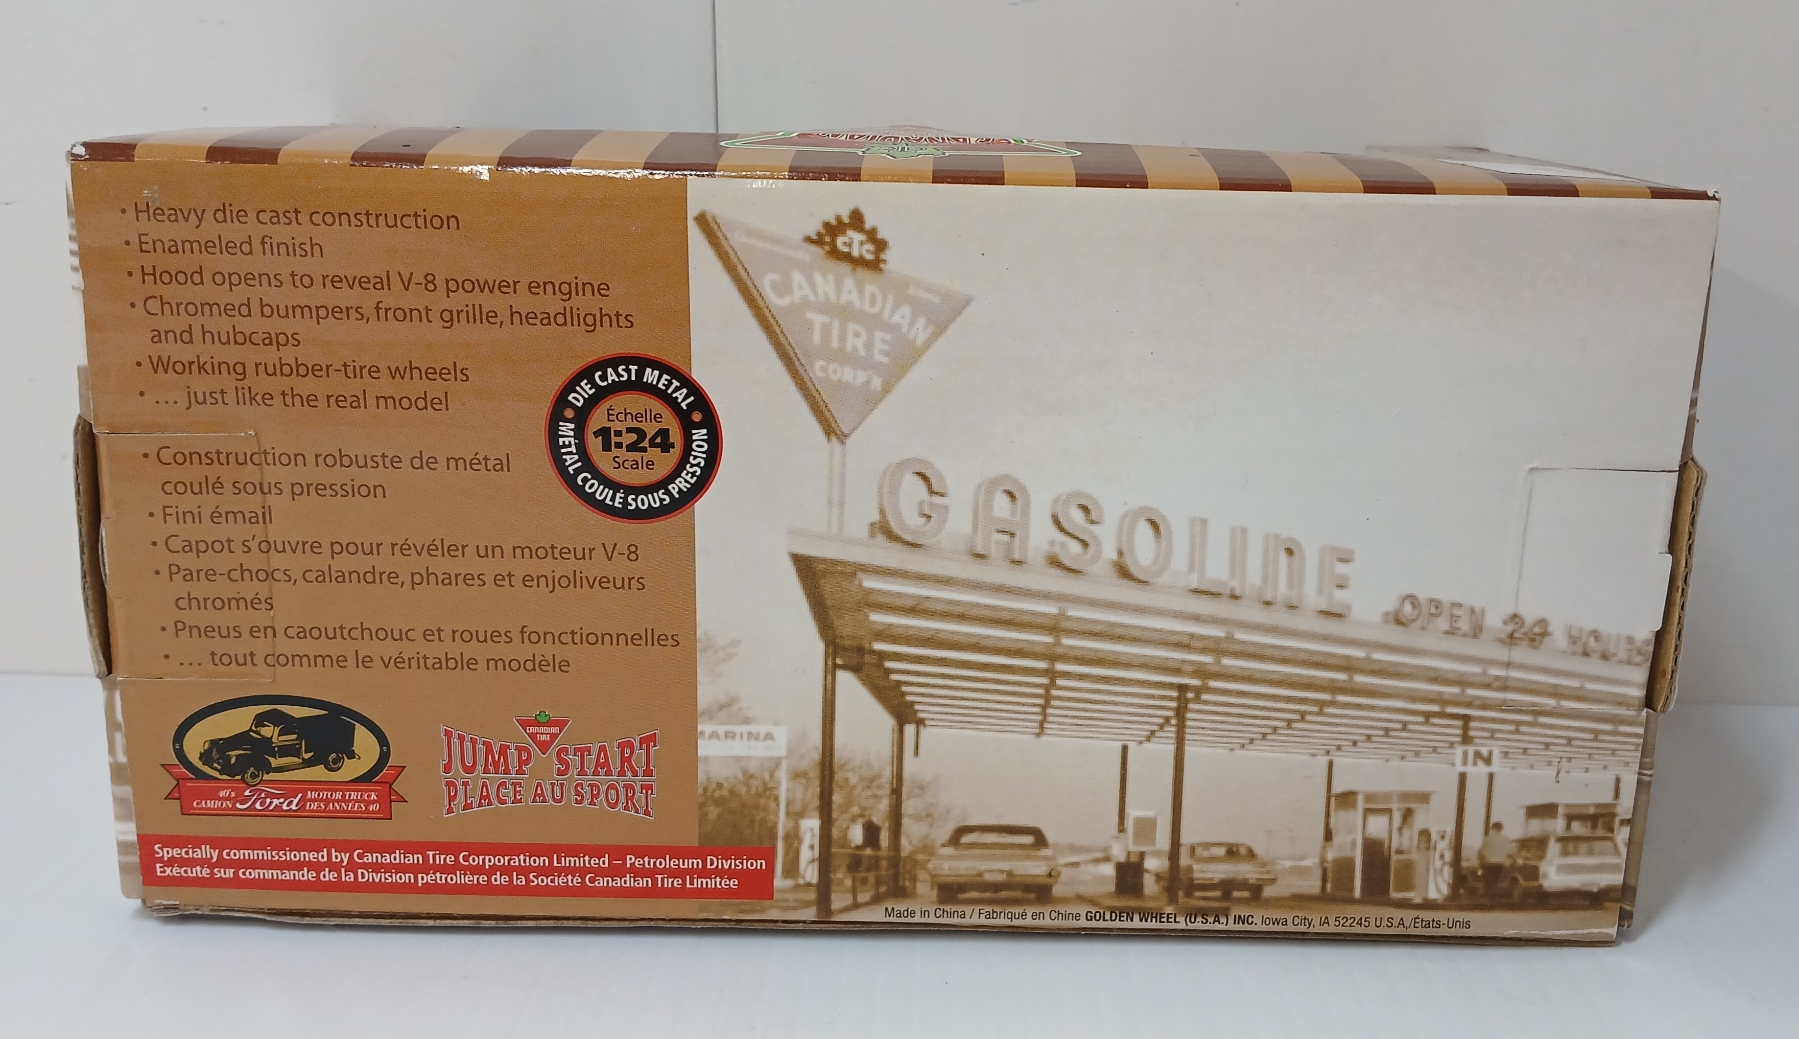 • Heavy die cast construction
• Enameled finish
• Hood opens to reveal V-8 power engine
• Chromed bumpers, front grille, headlights
and hubcaps
• Working rubber-tire wheels
• ... just like the real model
DIE CAST METAL
Échelle
1:24
Scale
MÉTAL COULÉ SOUS PRESSION
• Construction robuste de métal
coulé sous pression
• Fini émail
• Capot s'ouvre pour révéler un moteur V-8
• Pare-chocs, calandre, phares et enjoliveurs
chromés
• Pneus en caoutchouc et roues fonctionnelles
• ... tout comme le véritable modèle
40's
CAMION Ford MOTOR TRUCK
DES ANNÉES 40
CANADIAN
TIRE
JUMP START
PLACE AU SPORT
Specially commissioned by Canadian Tire Corporation Limited – Petroleum Division
Exécuté sur commande de la Division pétrolière de la Société Canadian Tire Limitée
CTC
CANADIAN
TIRE
CORP'N
GASOLINE
OPEN 24 HOURS
MARINA
IN
Made in China / Fabriqué en Chine GOLDEN WHEEL (U.S.A.) INC. Iowa City, IA 52245 U.S.A./États-Unis